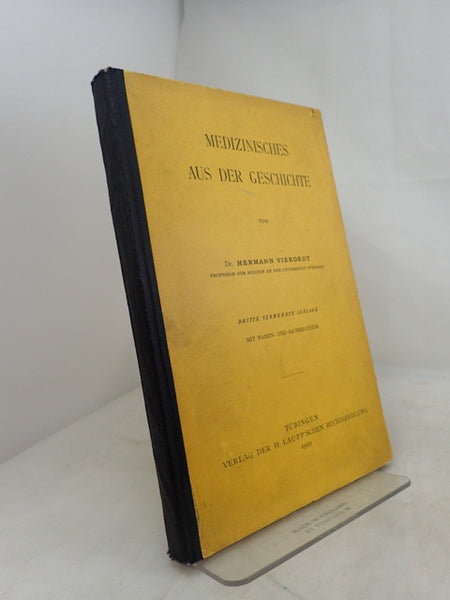 MEDIZINISCHES
AUS DER GESCHICHTE
VON
Dr. HERMANN VIERORDT
PROFESSOR DER MEDIZIN AN DER UNIVERSITÄT TÜBINGEN
DRITTE VERMEHRTE AUFLAGE
MIT NAMEN- UND SACHREGISTER
TÜBINGEN
VERLAG DER H. LAUPP'SCHEN BUCHHANDLUNG
1910